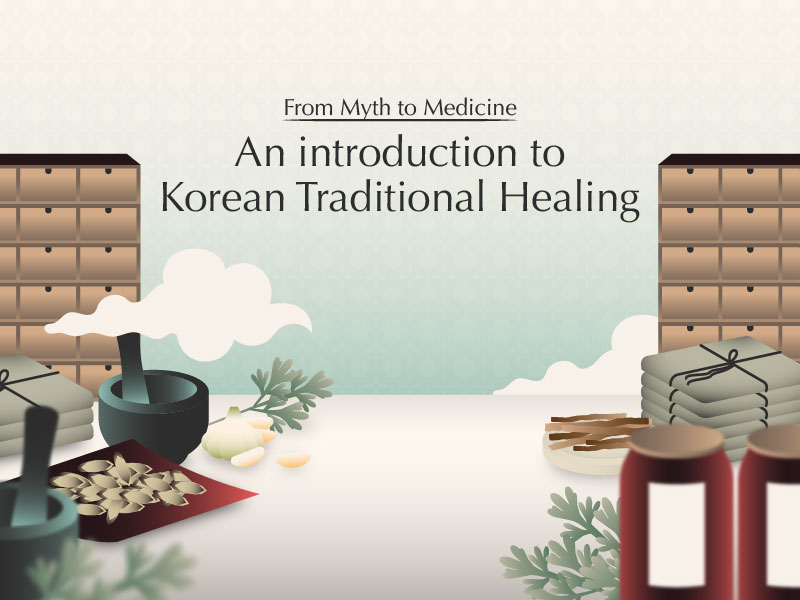 From Myth to Medicine
An introduction to
Korean Traditional Healing